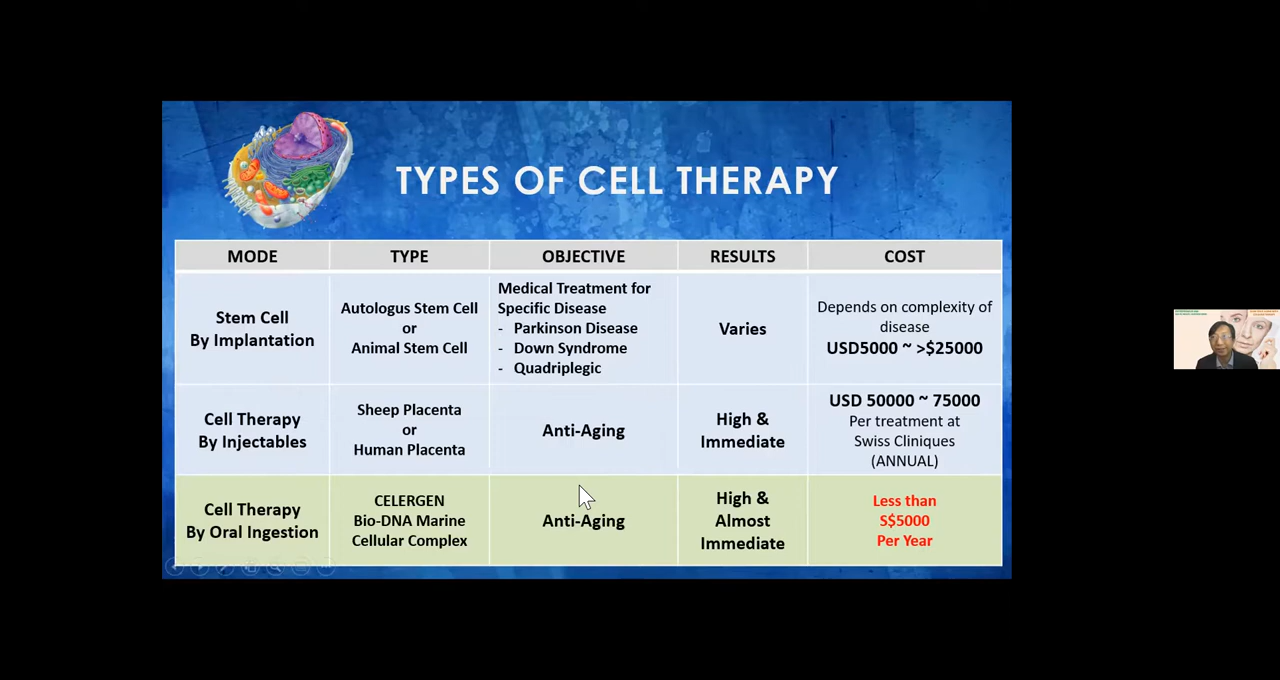 TYPES OF CELL THERAPY
MODE
TYPE
OBJECTIVE
RESULTS
COST
Stem Cell
By Implantation
Autologus Stem Cell
or
Animal Stem Cell
Medical Treatment for
Specific Disease
- Parkinson Disease
- Down Syndrome
- Quadriplegic
Varies
Depends on complexity of
disease
USD5000 ~ >$25000
Cell Therapy
By Injectables
Sheep Placenta
or
Human Placenta
Anti-Aging
High &
Immediate
USD 50000 ~ 75000
Per treatment at
Swiss Cliniques
(ANNUAL)
Cell Therapy
By Oral Ingestion
CELERGEN
Bio-DNA Marine
Cellular Complex
Anti-Aging
High &
Almost
Immediate
Less than
S$5000
Per Year